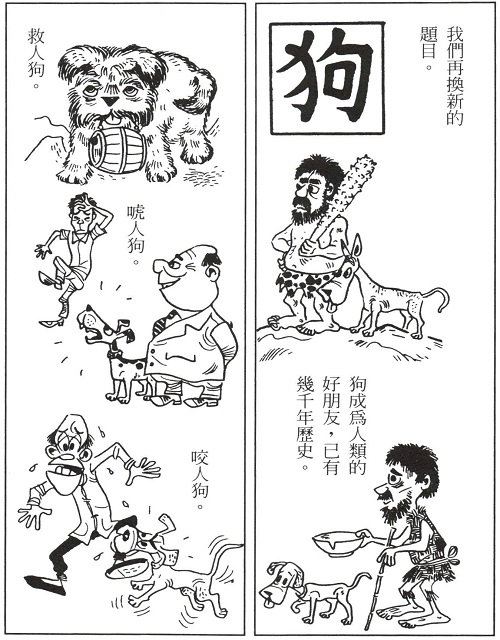 我們再換新的
題目。
狗
狗成爲人類的
好朋友，已有
幾千年歷史。
救人狗。
唬人狗。
咬人狗。